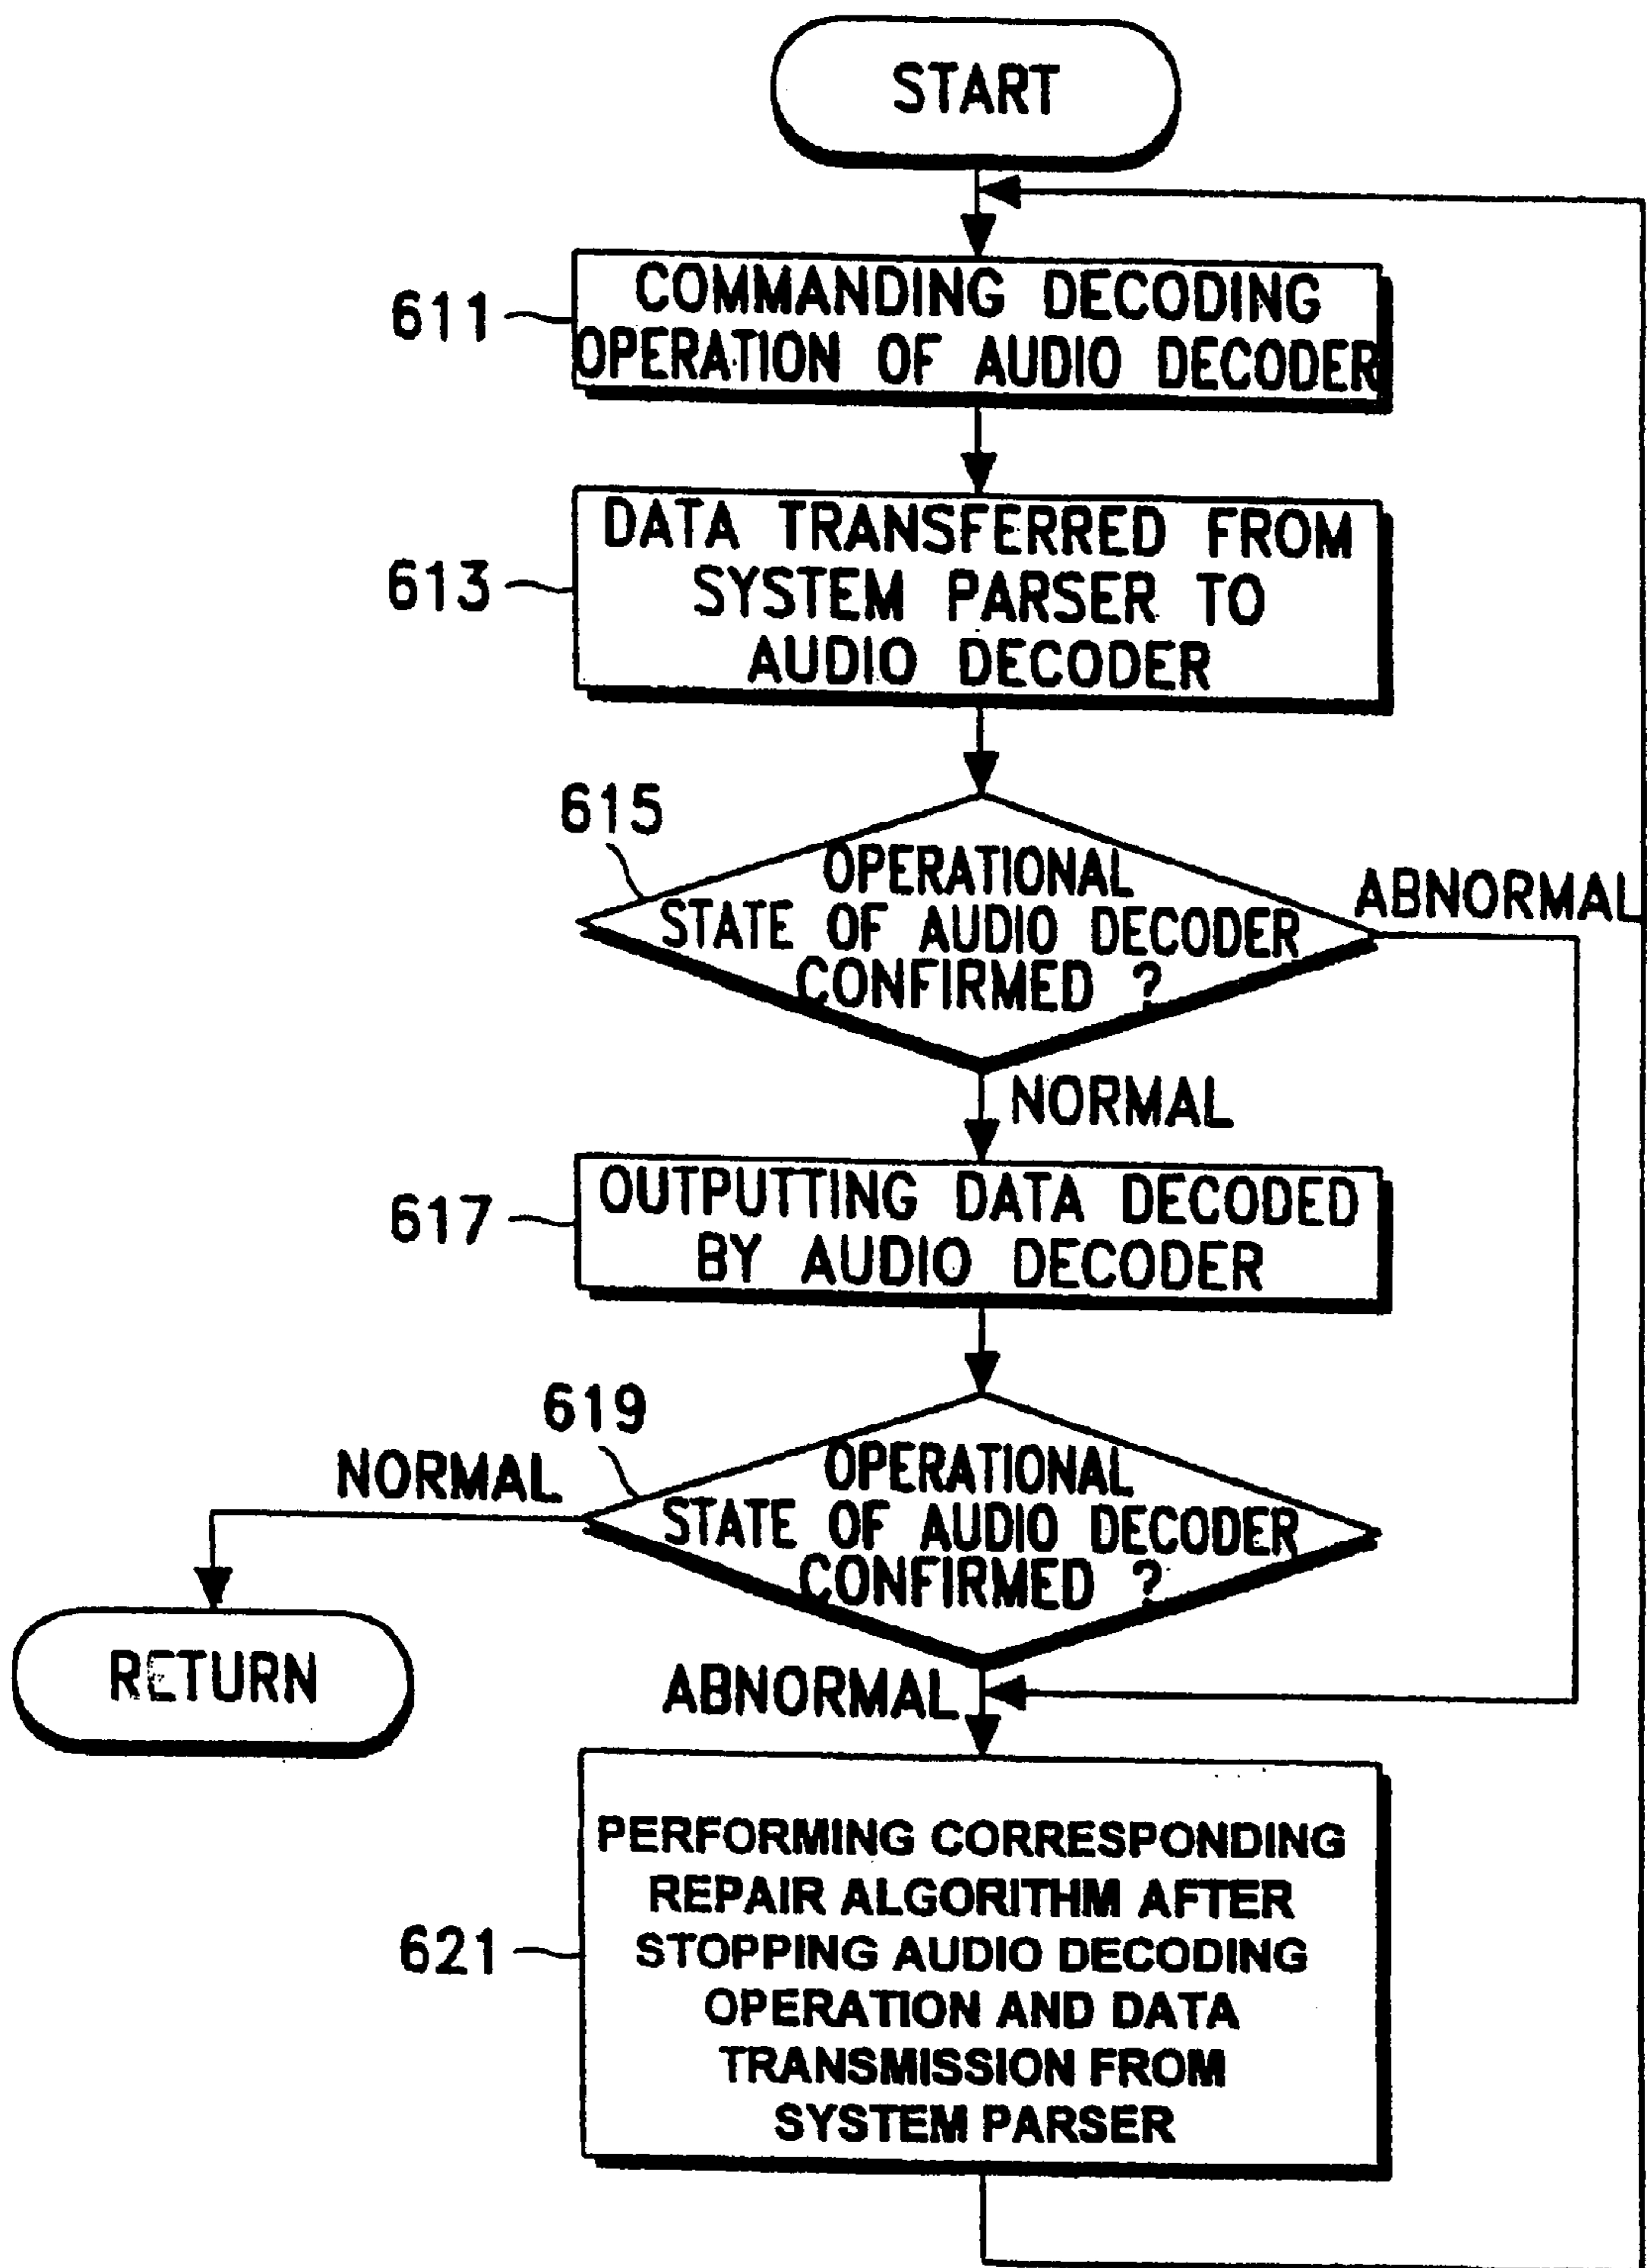 START
611
COMMANDING DECODING
OPERATION OF AUDIO DECODER
613
DATA TRANSFERRED FROM
SYSTEM PARSER TO
AUDIO DECODER
615
OPERATIONAL
STATE OF AUDIO DECODER
CONFIRMED ?
ABNORMAL
NORMAL
617
OUTPUTTING DATA DECODED
BY AUDIO DECODER
619
NORMAL
OPERATIONAL
STATE OF AUDIO DECODER
CONFIRMED ?
RETURN
ABNORMAL
621
PERFORMING CORRESPONDING
REPAIR ALGORITHM AFTER
STOPPING AUDIO DECODING
OPERATION AND DATA
TRANSMISSION FROM
SYSTEM PARSER